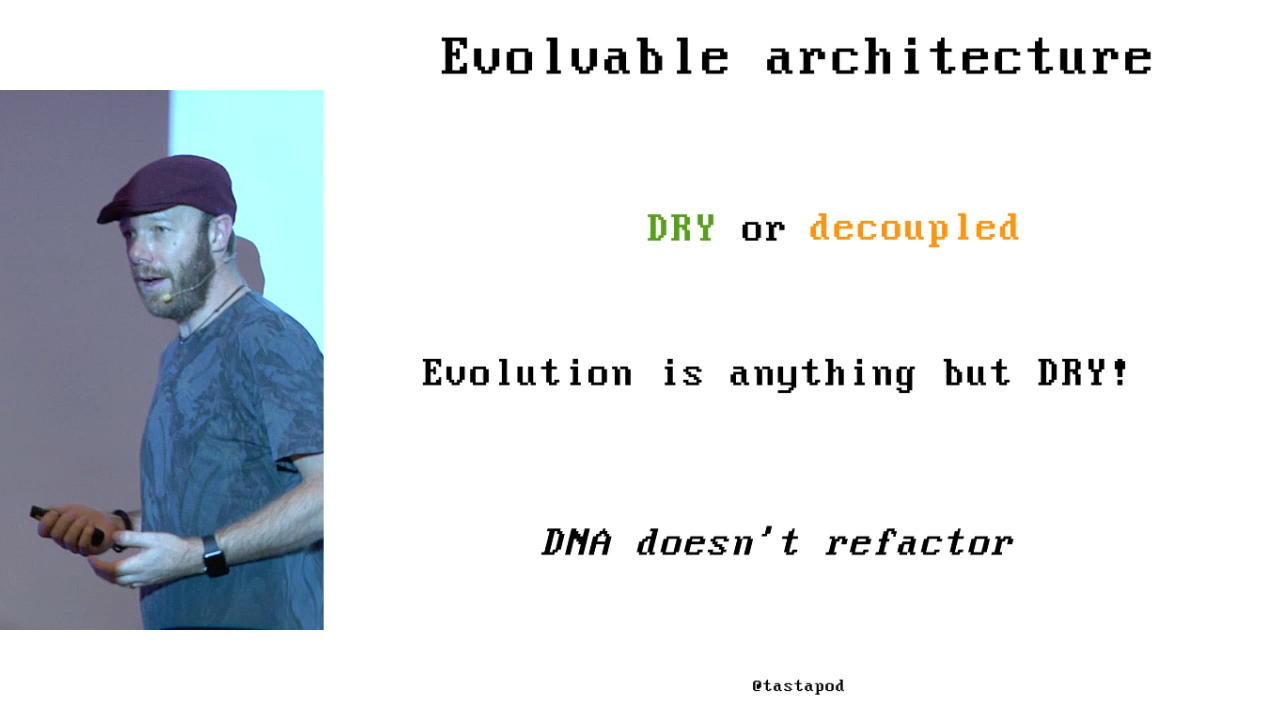 Evolvable architecture
DRY or decoupled
Evolution is anything but DRY!
DNA doesn't refactor
@tastapod